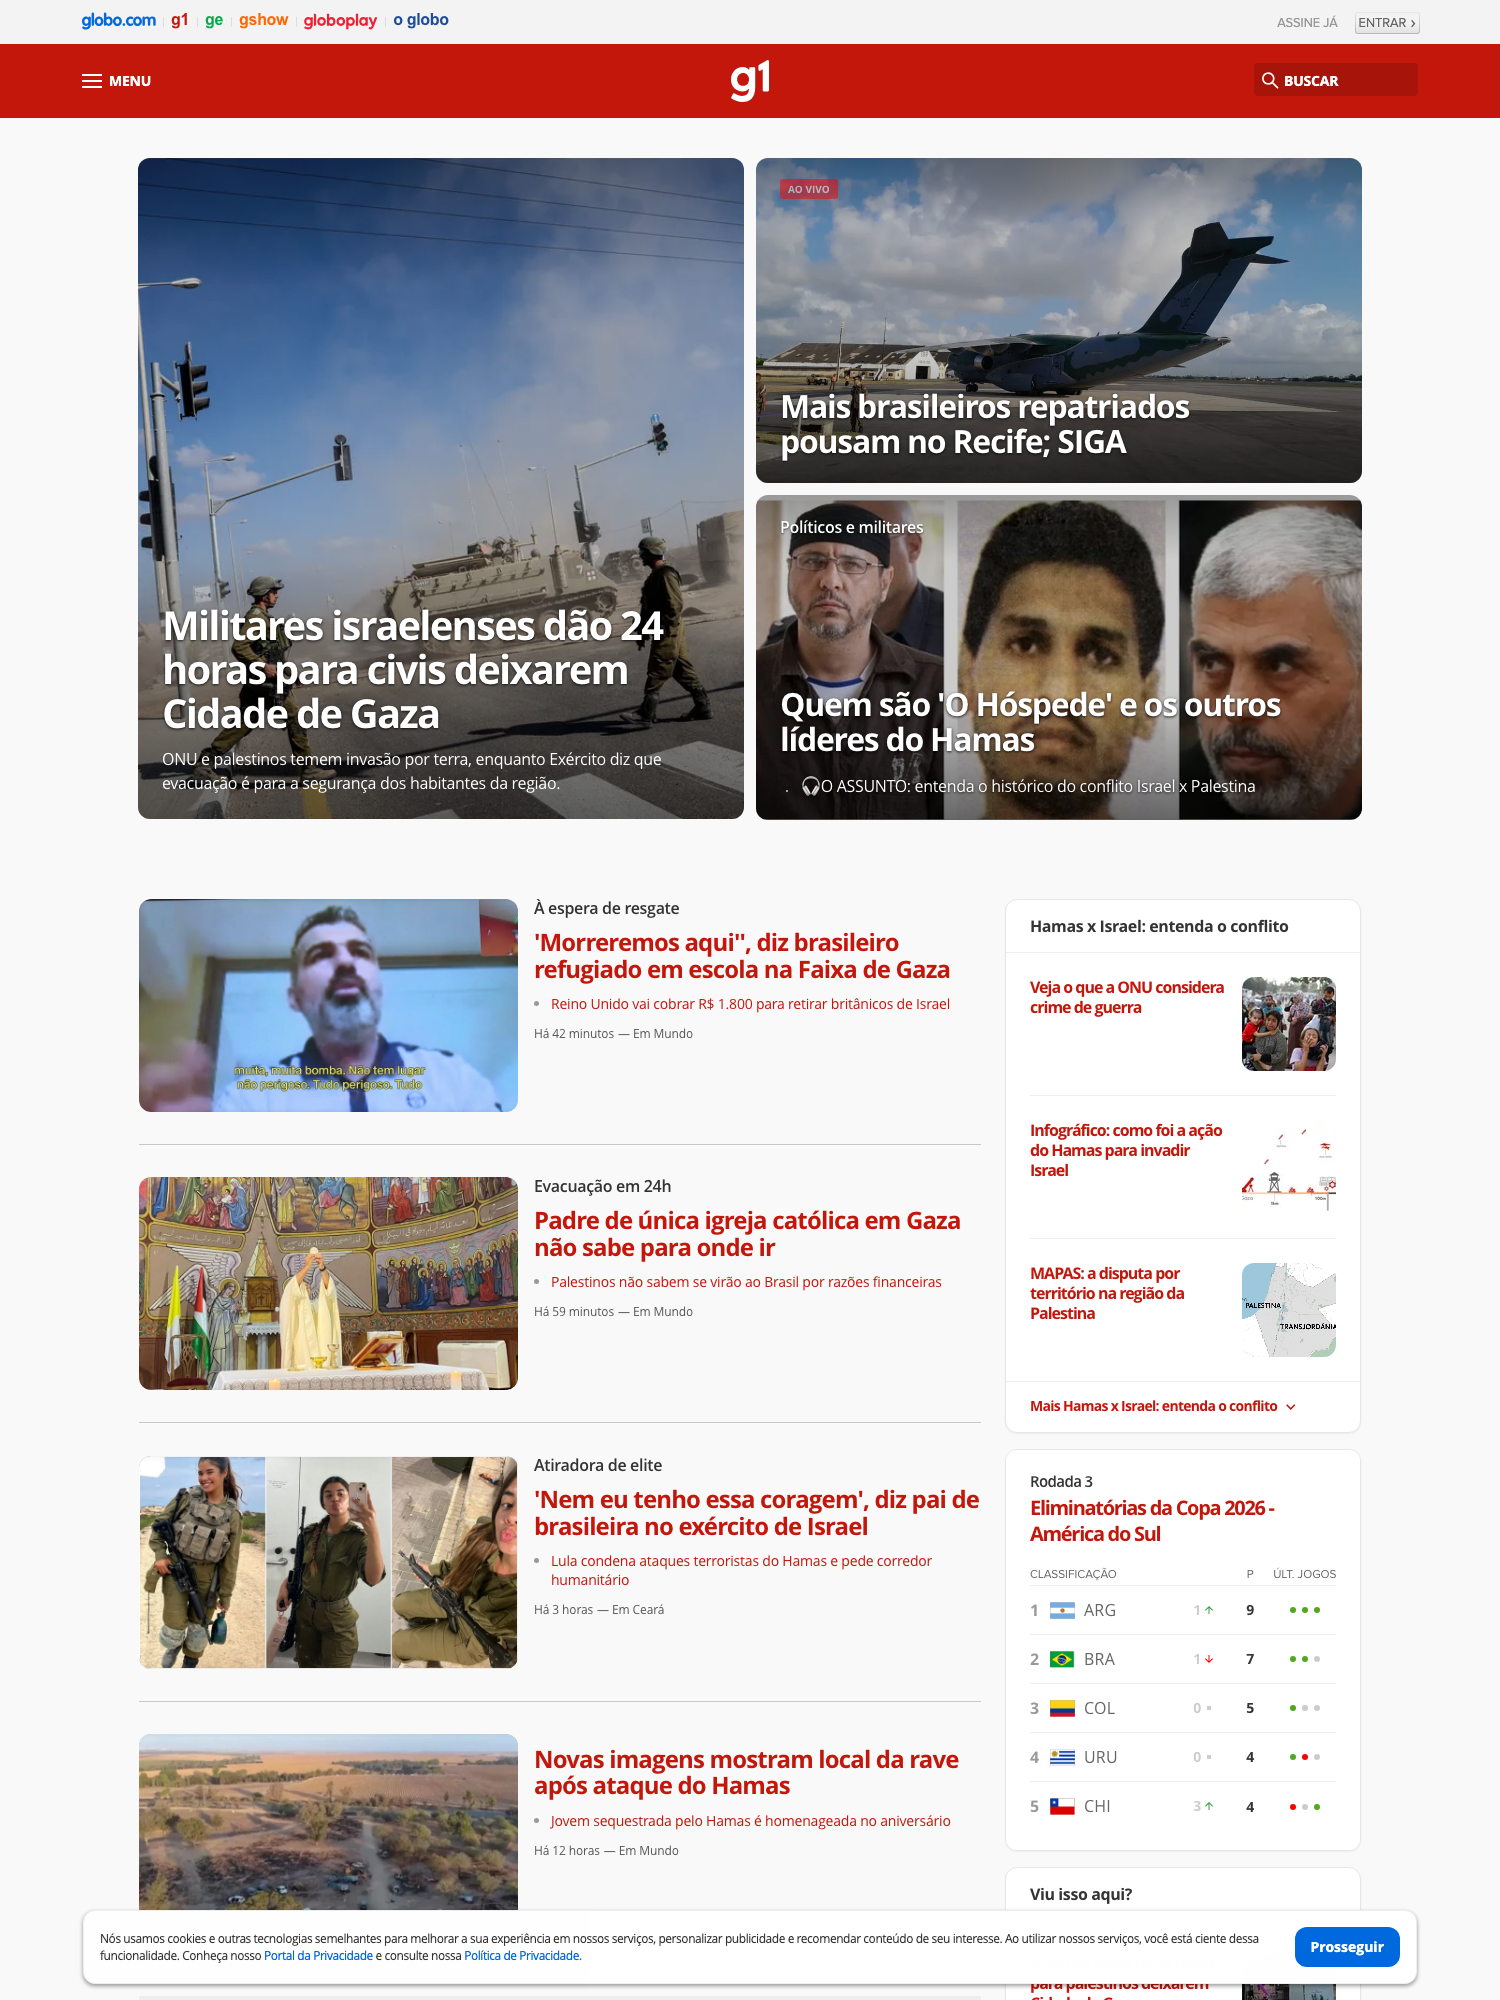 globo.com g1 ge gshow globoplay o globo
ASSINE JÁ ENTRAR ›
MENU
g1
BUSCAR
Militares israelenses dão 24
horas para civis deixarem
Cidade de Gaza
ONU e palestinos temem invasão por terra, enquanto Exército diz que
evacuação é para a segurança dos habitantes da região.
AO VIVO
Mais brasileiros repatriados
pousam no Recife; SIGA
Políticos e militares
Quem são 'O Hóspede' e os outros
líderes do Hamas
. 🎧O ASSUNTO: entenda o histórico do conflito Israel x Palestina
muita, muita bomba. Não tem lugar
não perigoso. Tudo perigoso. Tudo
À espera de resgate
'Morreremos aqui'', diz brasileiro
refugiado em escola na Faixa de Gaza
Reino Unido vai cobrar R$ 1.800 para retirar britânicos de Israel
Há 42 minutos — Em Mundo
Evacuação em 24h
Padre de única igreja católica em Gaza
não sabe para onde ir
Palestinos não sabem se virão ao Brasil por razões financeiras
Há 59 minutos — Em Mundo
Atiradora de elite
'Nem eu tenho essa coragem', diz pai de
brasileira no exército de Israel
Lula condena ataques terroristas do Hamas e pede corredor
humanitário
Há 3 horas — Em Ceará
Novas imagens mostram local da rave
após ataque do Hamas
Jovem sequestrada pelo Hamas é homenageada no aniversário
Há 12 horas — Em Mundo
Hamas x Israel: entenda o conflito
Veja o que a ONU considera
crime de guerra
Infográfico: como foi a ação
do Hamas para invadir
Israel
MAPAS: a disputa por
território na região da
Palestina
PALESTINA
TRANSJORDÂNIA
Mais Hamas x Israel: entenda o conflito
Rodada 3
Eliminatórias da Copa 2026 -
América do Sul
CLASSIFICAÇÃO P ÚLT. JOGOS
1 ARG 1 9
2 BRA 1 7
3 COL 0 5
4 URU 0 4
5 CHI 3 4
Viu isso aqui?
para palestinos deixarem
Nós usamos cookies e outras tecnologias semelhantes para melhorar a sua experiência em nossos serviços, personalizar publicidade e recomendar conteúdo de seu interesse. Ao utilizar nossos serviços, você está ciente dessa
funcionalidade. Conheça nosso Portal da Privacidade e consulte nossa Política de Privacidade.
Prosseguir